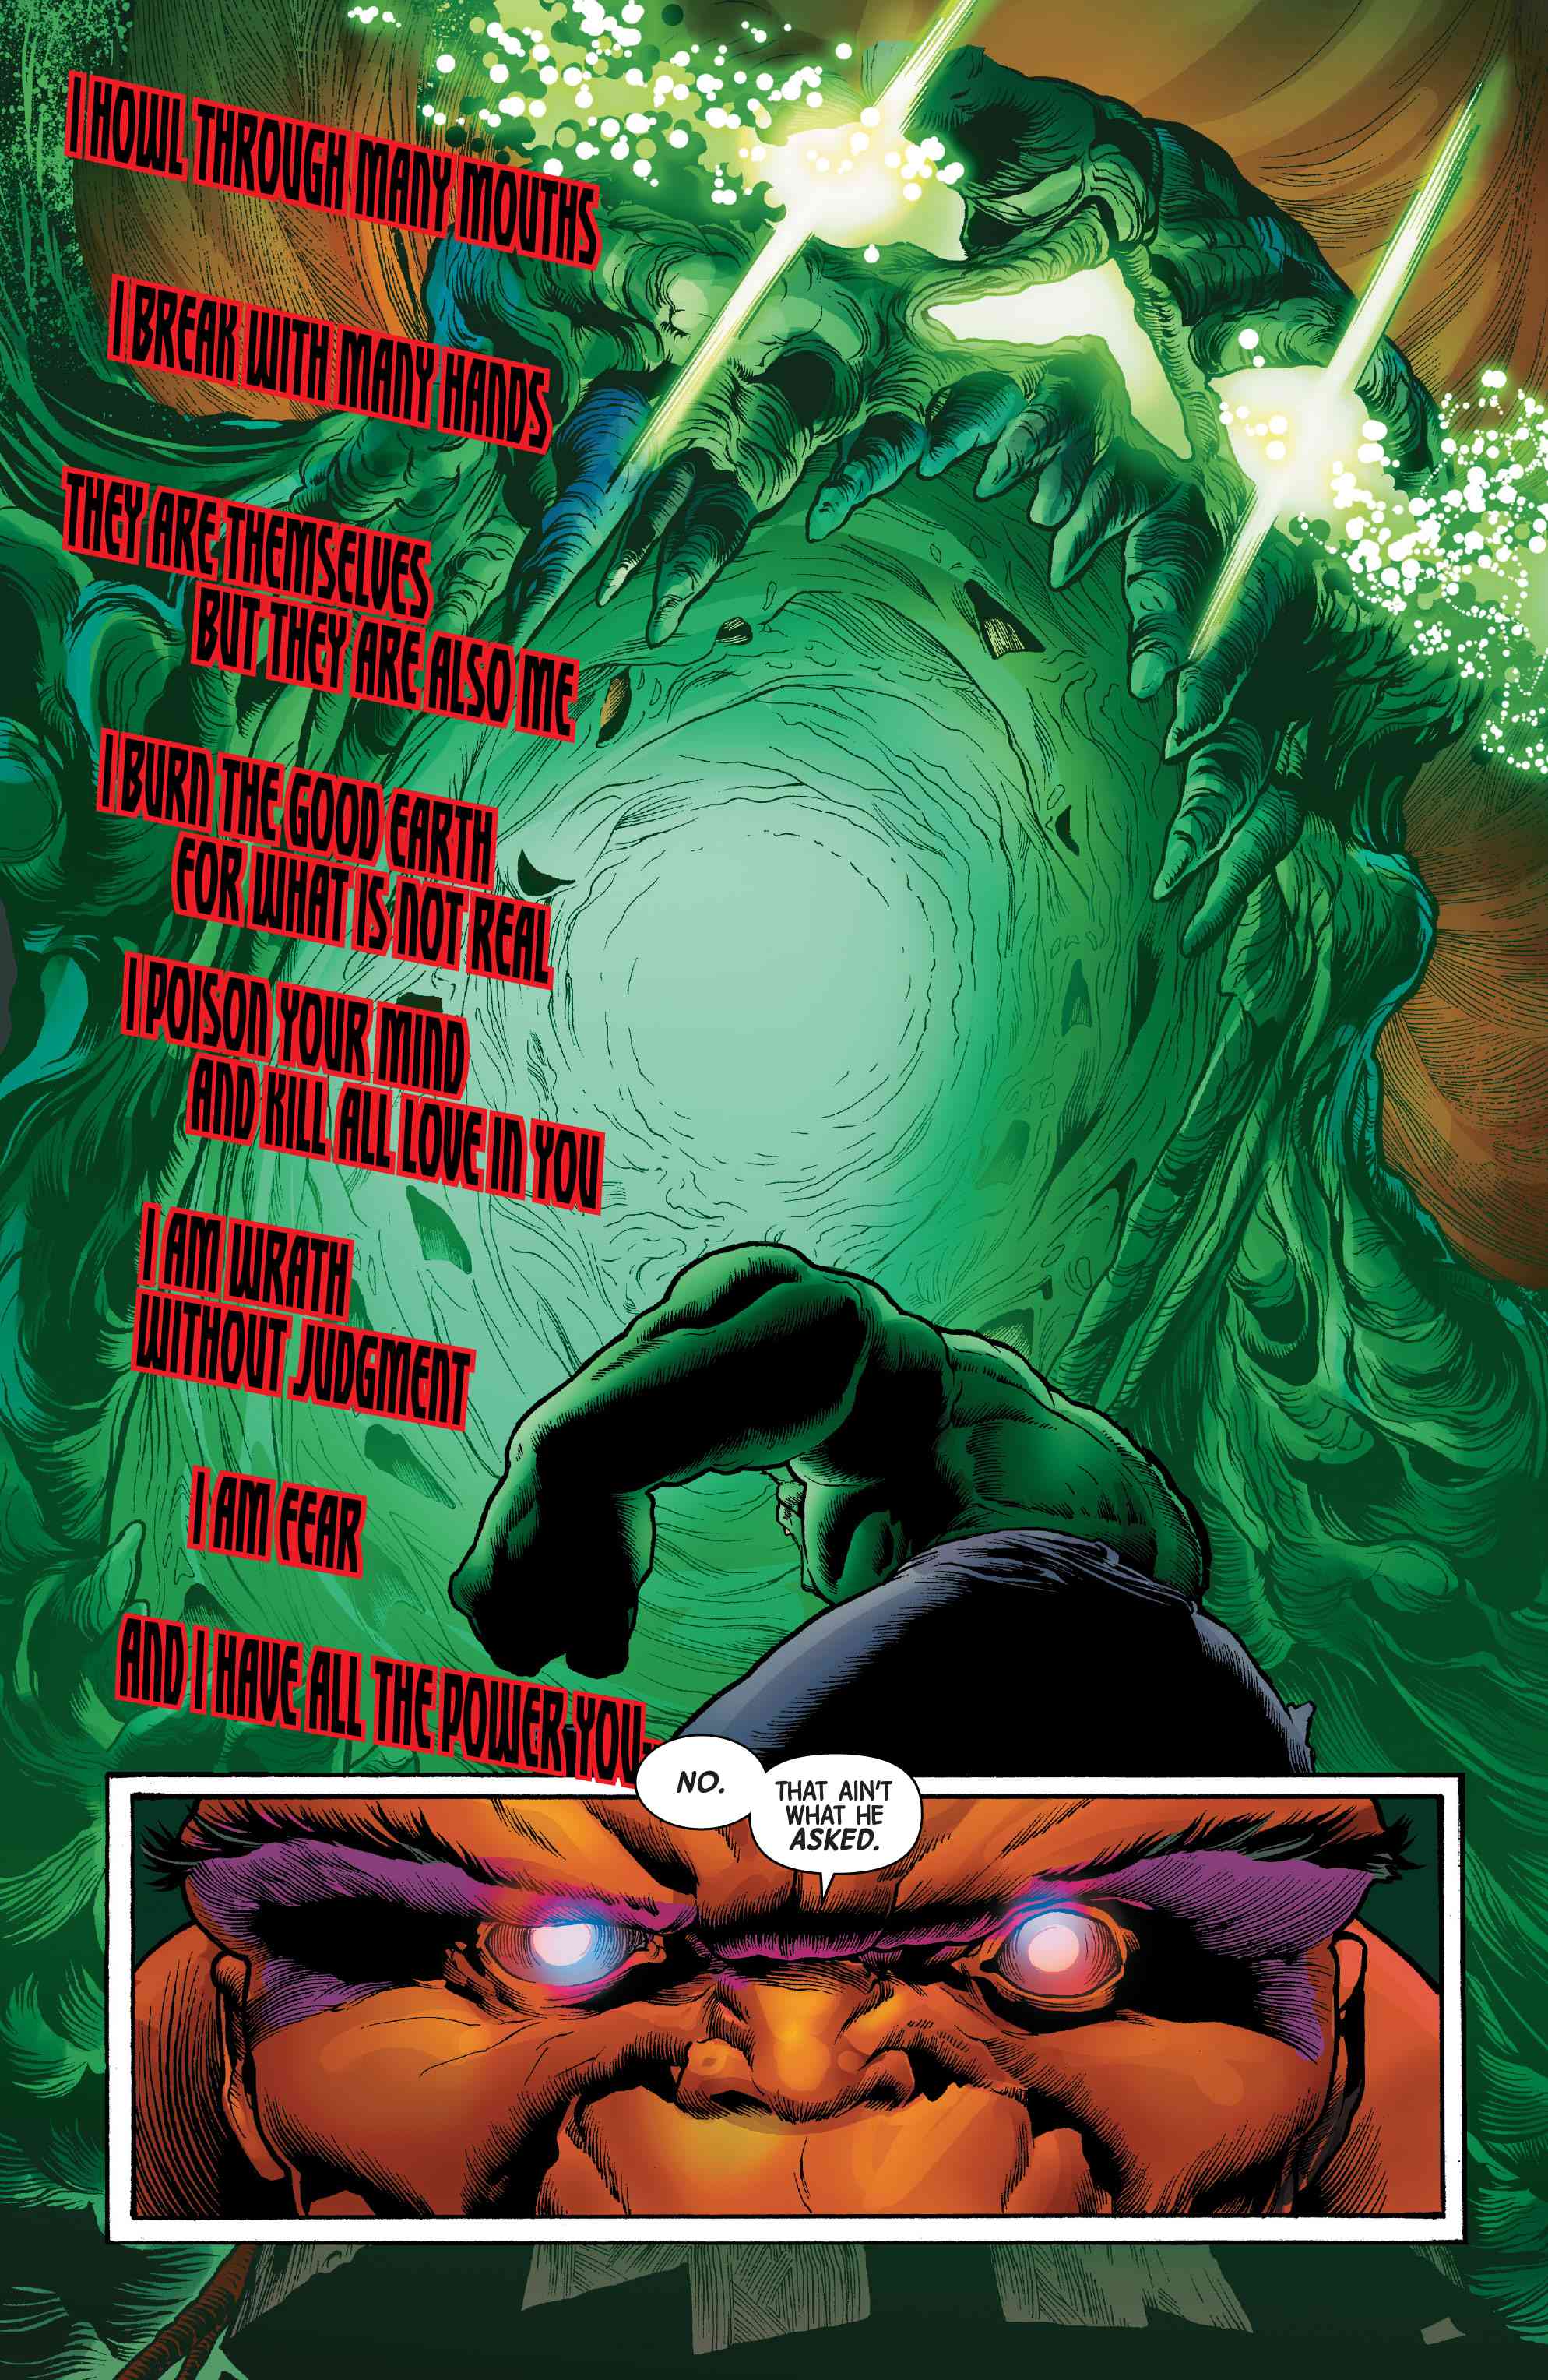 I HOWL THROUGH MANY MOUTHS
I BREAK WITH MANY HANDS
THEY ARE THEMSELVES
BUT THEY ARE ALSO ME
I BURN THE GOOD EARTH
FOR WHAT IS NOT REAL
I POISON YOUR MIND
AND KILL ALL LOVE IN YOU
I AM WRATH
WITHOUT JUDGMENT
I AM FEAR
AND I HAVE ALL THE POWER YOU--
NO.
THAT AIN'T
WHAT HE
ASKED.